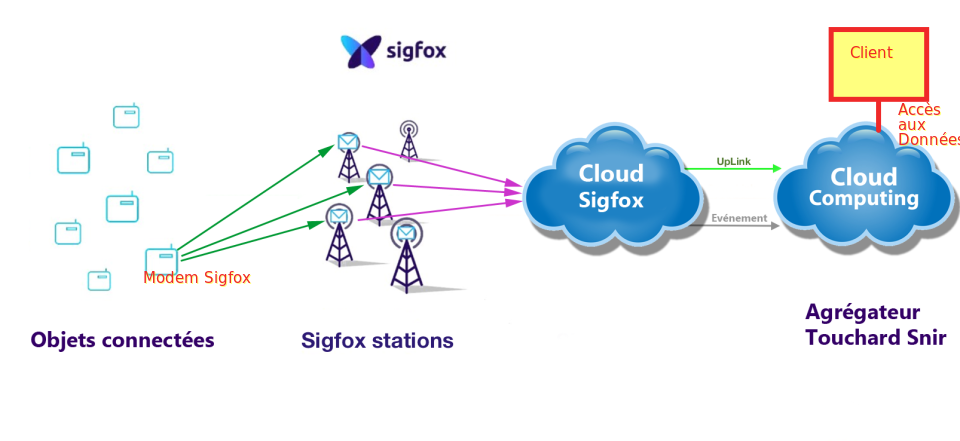 sigfox
Client
Accès
aux
Données
UpLink
Cloud
Sigfox
Cloud
Computing
Evénement
Modem Sigfox
Objets connectées
Sigfox stations
Agrégateur
Touchard Snir